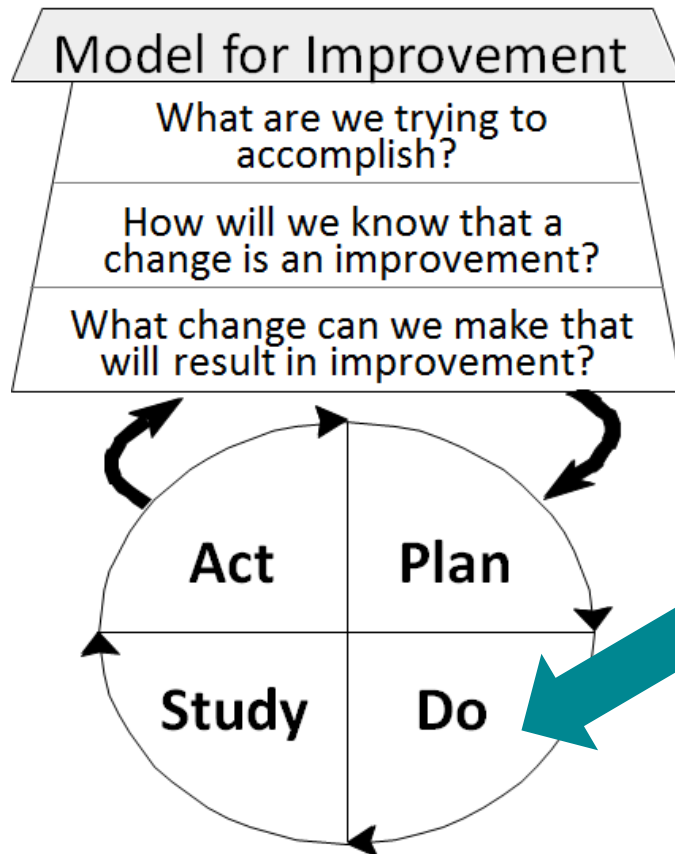 Model for Improvement
What are we trying to
accomplish?
How will we know that a
change is an improvement?
What change can we make that
will result in improvement?
Act
Plan
Study
Do